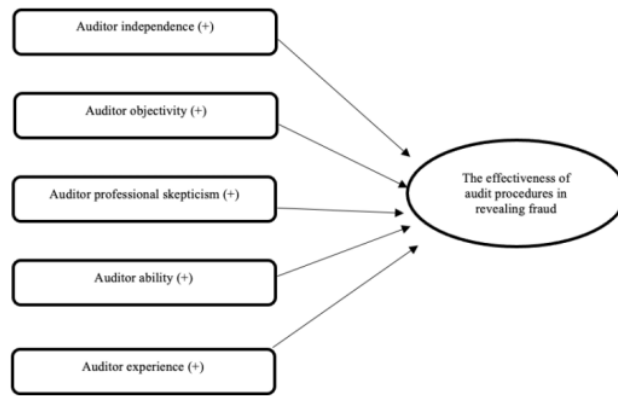 Auditor independence (+)
Auditor objectivity (+)
Auditor professional skepticism (+)
Auditor ability (+)
Auditor experience (+)
The effectiveness of
audit procedures in
revealing fraud